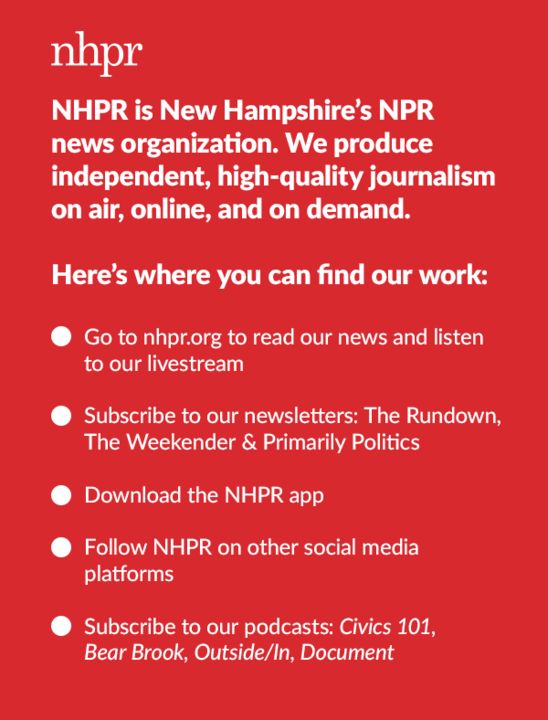 nhpr
NHPR is New Hampshire’s NPR
news organization. We produce
independent, high-quality journalism
on air, online, and on demand.
Here’s where you can find our work:
Go to nhpr.org to read our news and listen
to our livestream
Subscribe to our newsletters: The Rundown,
The Weekender & Primarily Politics
Download the NHPR app
Follow NHPR on other social media
platforms
Subscribe to our podcasts: Civics 101,
Bear Brook, Outside/In, Document